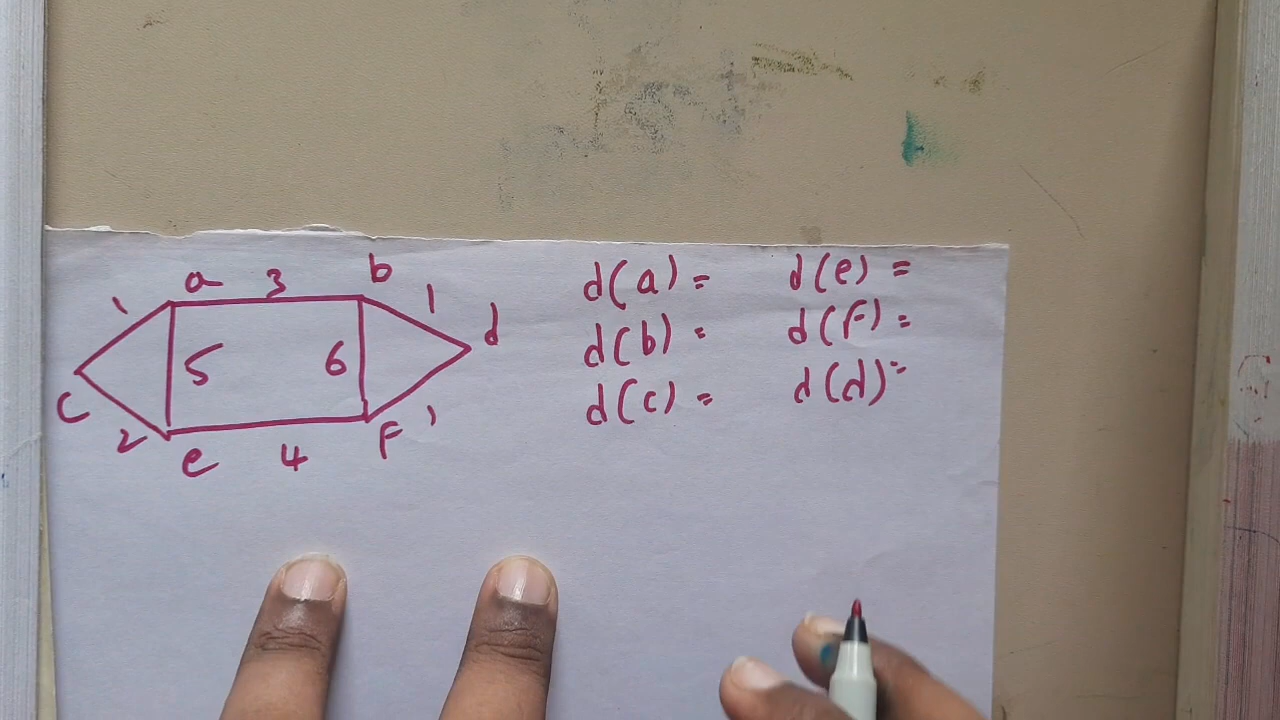 a 3 b
1 1
d
5 6
C
2 F 1
e 4
d(a) = d(e) =
d(b) = d(F) =
d(c) = d(d) =